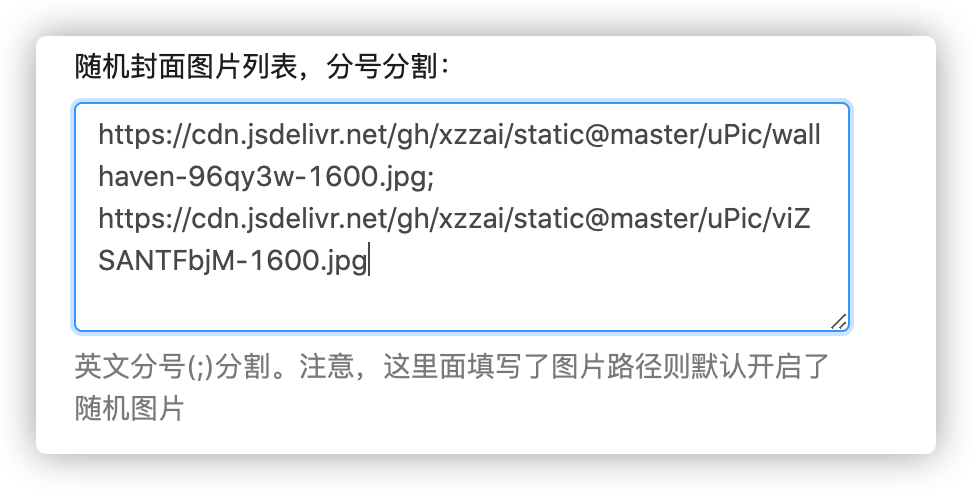 随机封面图片列表，分号分割：
https://cdn.jsdelivr.net/gh/xzzai/static@master/uPic/wall
haven-96qy3w-1600.jpg;
https://cdn.jsdelivr.net/gh/xzzai/static@master/uPic/viZ
SANTFbjM-1600.jpg
英文分号(;)分割。注意，这里面填写了图片路径则默认开启了
随机图片